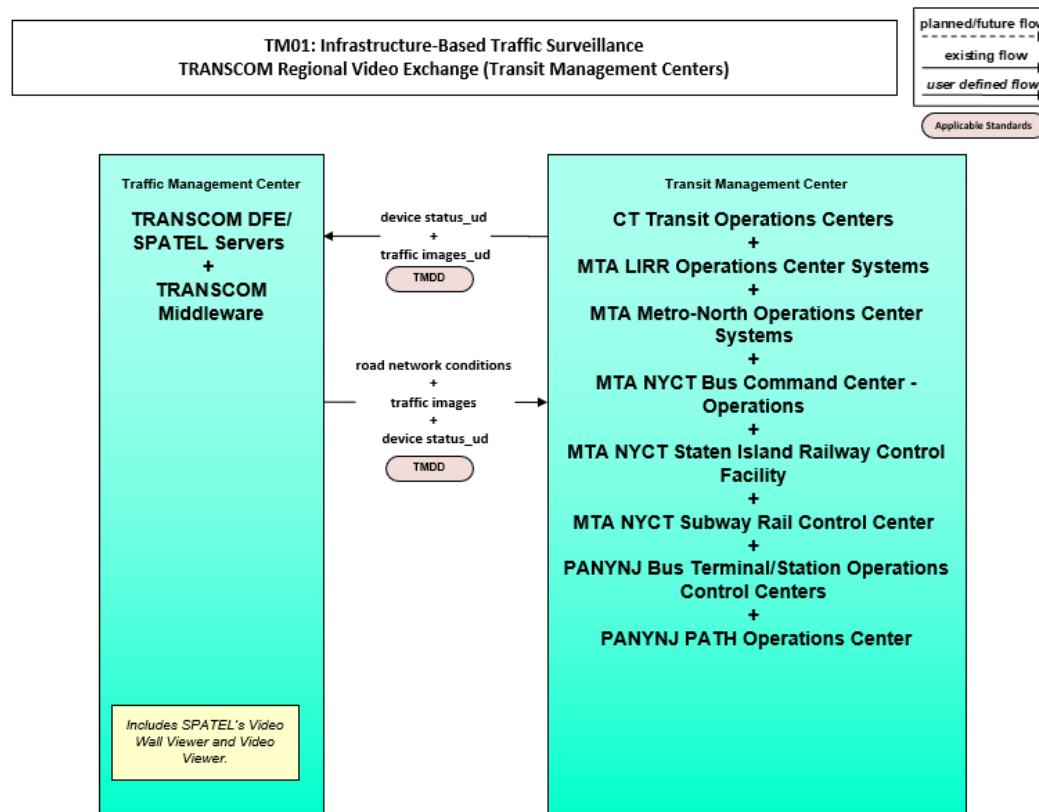 TM01: Infrastructure-Based Traffic Surveillance
TRANSCOM Regional Video Exchange (Transit Management Centers)
planned/future flow
existing flow
user defined flow
Applicable Standards
Traffic Management Center
TRANSCOM DFE/
SPATEL Servers
+
TRANSCOM
Middleware
Includes SPATEL's Video
Wall Viewer and Video
Viewer.
device status_ud
+
traffic images_ud
TMDD
road network conditions
+
traffic images
+
device status_ud
TMDD
Transit Management Center
CT Transit Operations Centers
+
MTA LIRR Operations Center Systems
+
MTA Metro-North Operations Center
Systems
+
MTA NYCT Bus Command Center -
Operations
+
MTA NYCT Staten Island Railway Control
Facility
+
MTA NYCT Subway Rail Control Center
+
PANYNJ Bus Terminal/Station Operations
Control Centers
+
PANYNJ PATH Operations Center